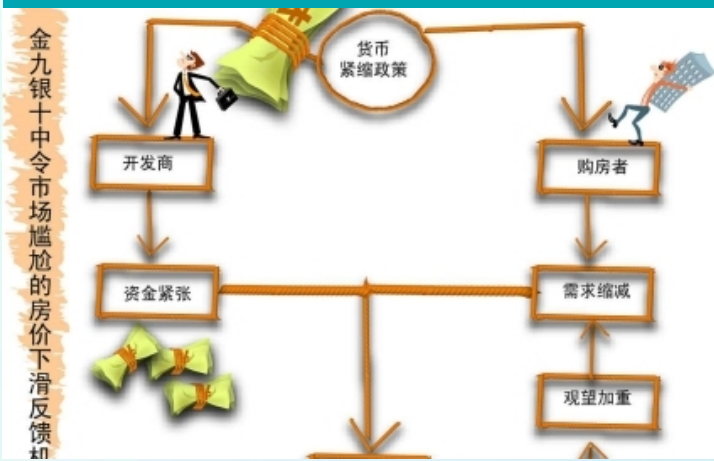 金九银十中令市场尴尬的房价下滑反馈机
货币
紧缩政策
开发商
购房者
资金紧张
需求缩减
观望加重